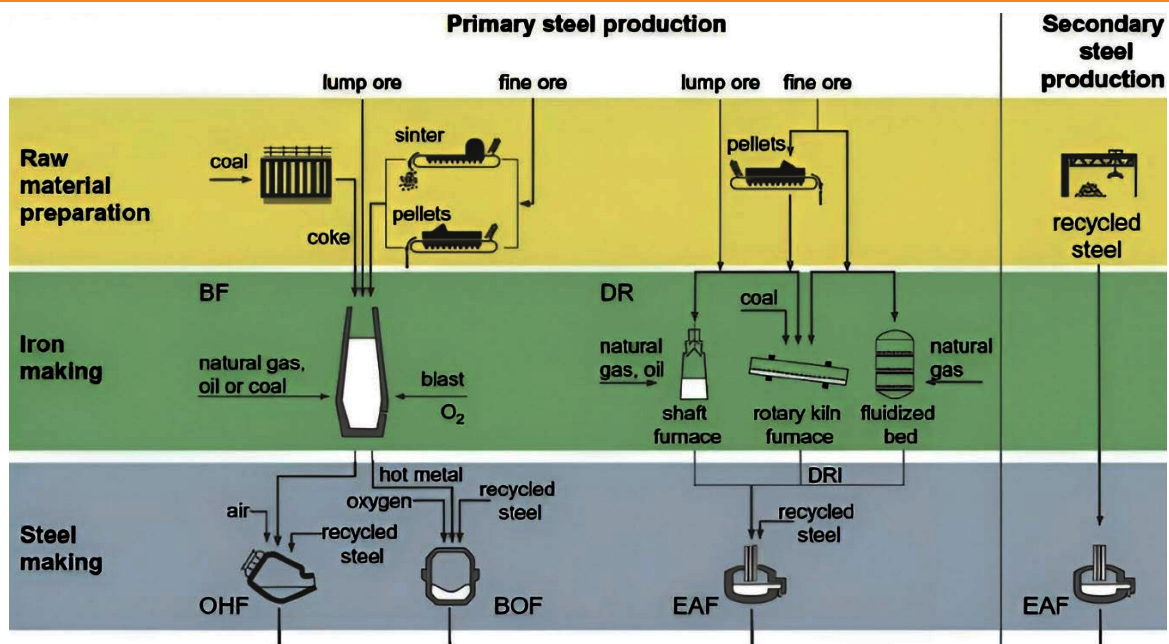 Primary steel production
Secondary
steel
production
lump ore
fine ore
lump ore
fine ore
Raw
material
preparation
coal
coke
sinter
pellets
pellets
recycled
steel
Iron
making
BF
natural gas,
oil or coal
blast
O₂
DR
coal
natural
gas, oil
natural
gas
shaft
furnace
rotary kiln
furnace
fluidized
bed
Steel
making
hot metal
oxygen
recycled
steel
air
recycled
steel
OHF
BOF
DRI
recycled
steel
EAF
EAF